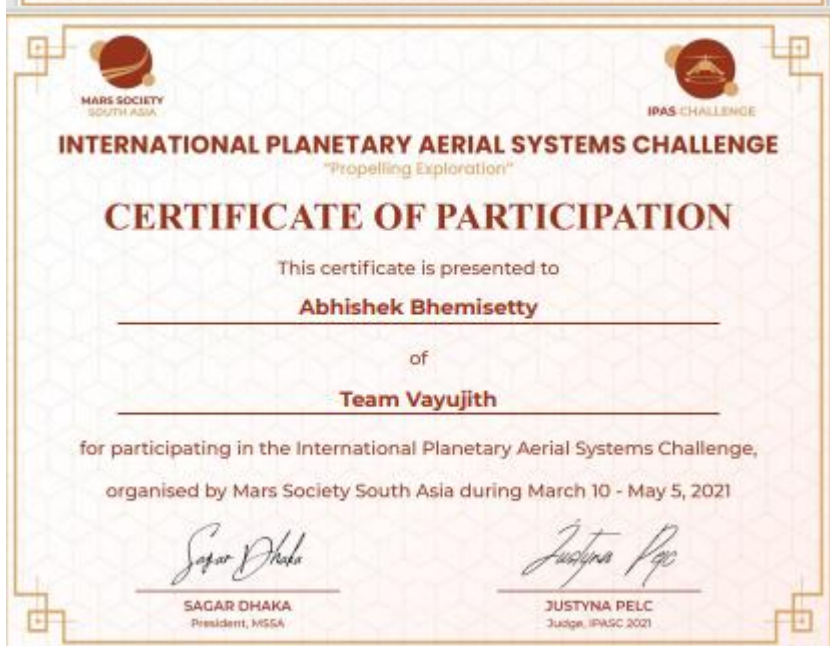 MARS SOCIETY
SOUTH ASIA
IPAS CHALLENGE
INTERNATIONAL PLANETARY AERIAL SYSTEMS CHALLENGE
"Propelling Exploration"
CERTIFICATE OF PARTICIPATION
This certificate is presented to
Abhishek Bhemisetty
of
Team Vayujith
for participating in the International Planetary Aerial Systems Challenge,
organised by Mars Society South Asia during March 10 - May 5, 2021
Sagar Dhaka
Justyna Pelc
SAGAR DHAKA
JUSTYNA PELC
President, MSSA
Judge, IPASC 2021